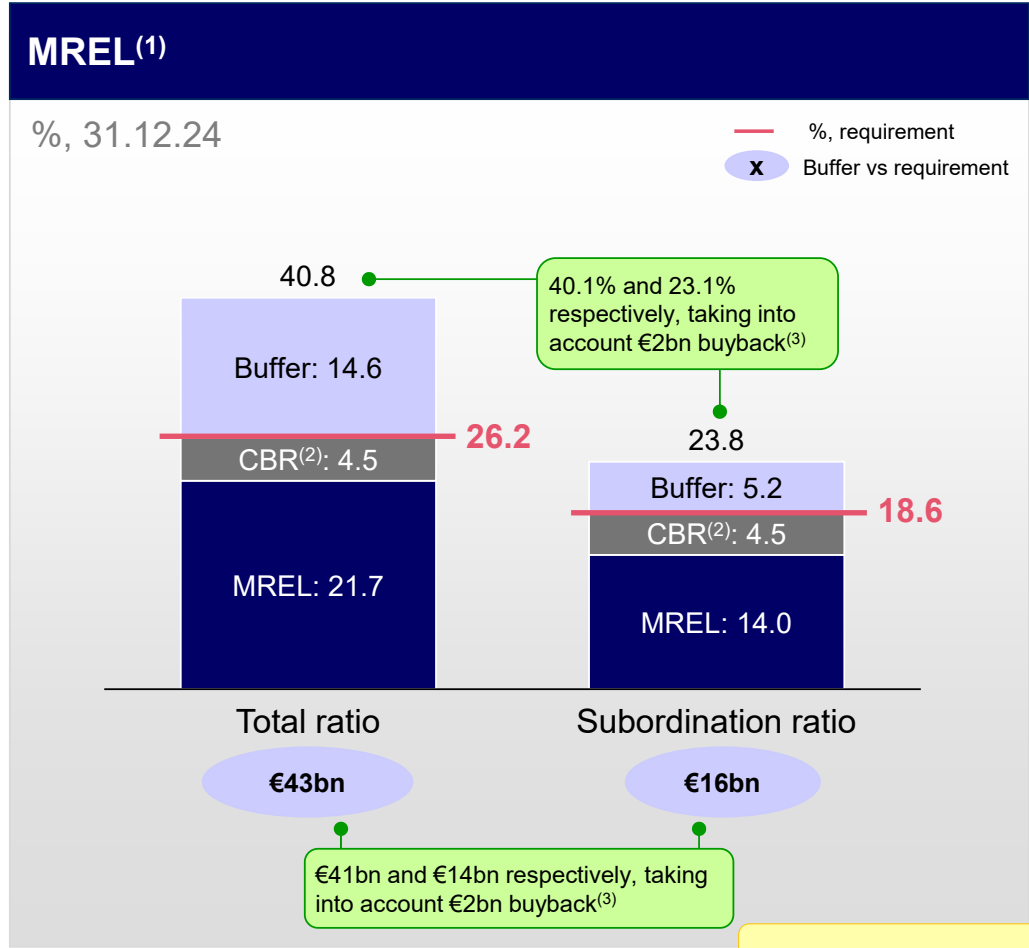 MREL(1)
%, 31.12.24
%, requirement
X
Buffer vs requirement
40.8
40.1% and 23.1%
respectively, taking into
account €2bn buyback(3)
Buffer: 14.6
26.2
CBR(2): 4.5
MREL: 21.7
23.8
Buffer: 5.2
18.6
CBR(2): 4.5
MREL: 14.0
Total ratio
Subordination ratio
€43bn
€16bn
€41bn and €14bn respectively, taking
into account €2bn buyback(3)